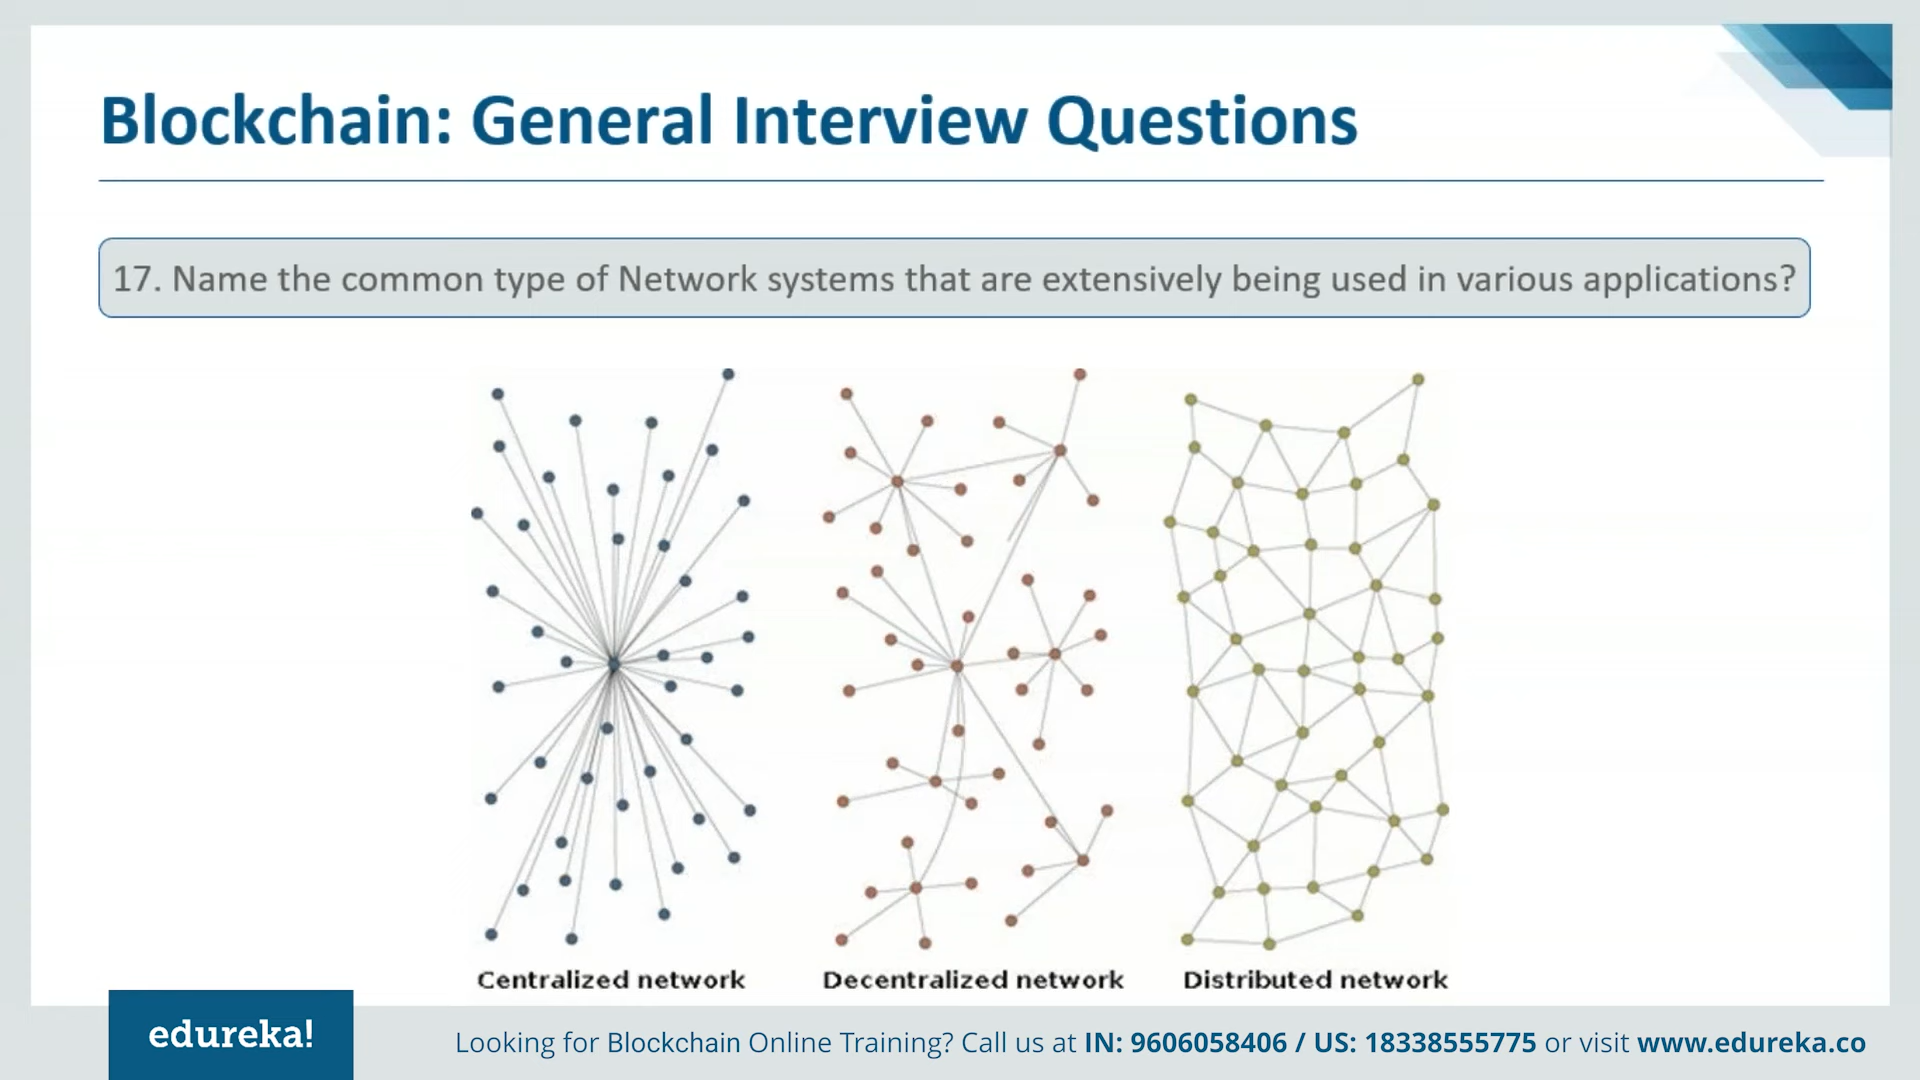 Blockchain: General Interview Questions
17. Name the common type of Network systems that are extensively being used in various applications?
Centralized network
Decentralized network
Distributed network
edureka!
Looking for Blockchain Online Training? Call us at IN: 9606058406 / US: 18338555775 or visit www.edureka.co